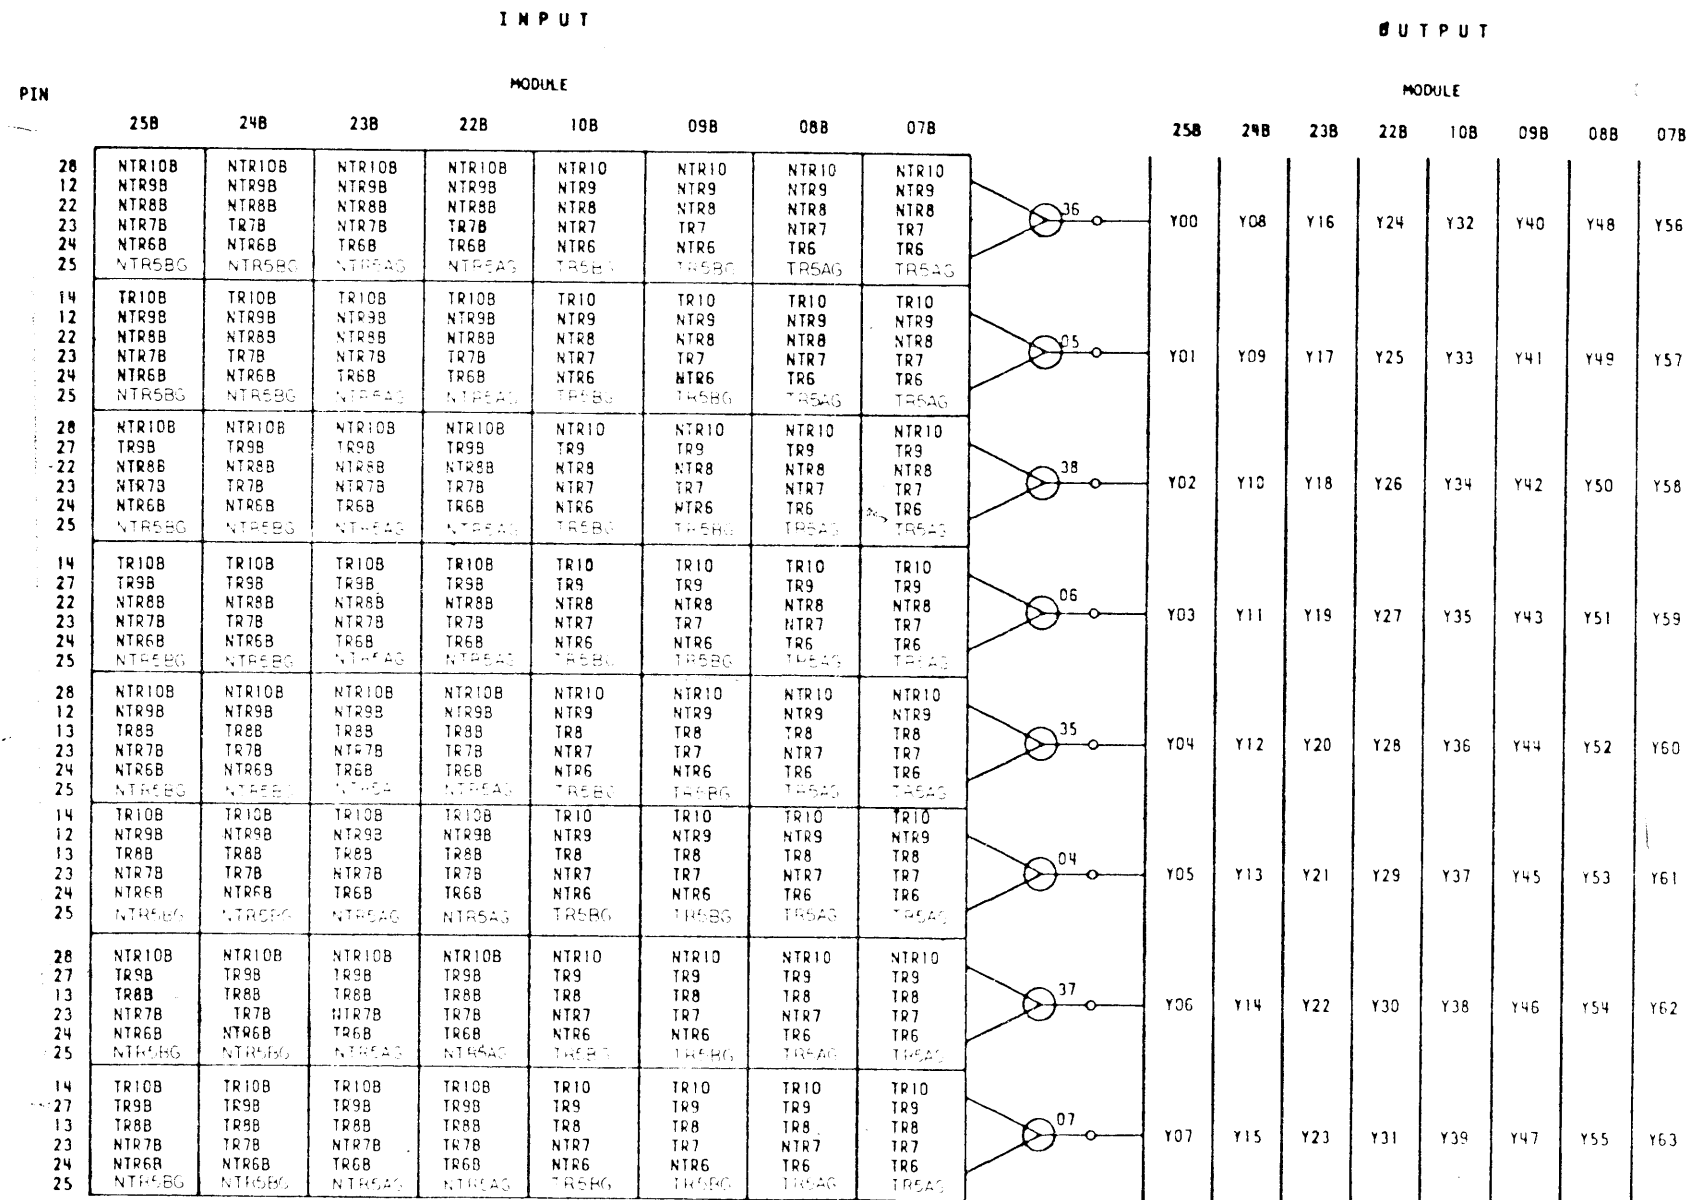 INPUT
OUTPUT
MODULE
MODULE
PIN
25B 24B 23B 22B 10B 09B 08B 07B
25B 24B 23B 22B 10B 09B 08B 07B
28 NTR10B NTR10B NTR10B NTR10B NTR10 NTR10 NTR10 NTR10
12 NTR9B NTR9B NTR9B NTR9B NTR9 NTR9 NTR9 NTR9
22 NTR8B NTR8B NTR8B NTR8B NTR8 NTR8 NTR8 NTR8
36
23 NTR7B TR7B NTR7B TR7B NTR7 TR7 NTR7 TR7
Y00 Y08 Y16 Y24 Y32 Y40 Y48 Y56
24 NTR6B NTR6B TR6B TR6B NTR6 NTR6 TR6 TR6
25 NTR5BG NTR5BG NTR5AG NTR5AG TR5BG TR5BG TR5AG TR5AG
14 TR10B TR10B TR10B TR10B TR10 TR10 TR10 TR10
12 NTR9B NTR9B NTR9B NTR9B NTR9 NTR9 NTR9 NTR9
22 NTR8B NTR8B NTR8B NTR8B NTR8 NTR8 NTR8 NTR8
05
23 NTR7B TR7B NTR7B TR7B NTR7 TR7 NTR7 TR7
Y01 Y09 Y17 Y25 Y33 Y41 Y49 Y57
24 NTR6B NTR6B TR6B TR6B NTR6 NTR6 TR6 TR6
25 NTR5BG NTR5BG NTR5AG NTR5AG TR5BG TR5BG TR5AG TR5AG
28 NTR10B NTR10B NTR10B NTR10B NTR10 NTR10 NTR10 NTR10
27 TR9B TR9B TR9B TR9B TR9 TR9 TR9 TR9
22 NTR8B NTR8B NTR8B NTR8B NTR8 NTR8 NTR8 NTR8
38
23 NTR7B TR7B NTR7B TR7B NTR7 TR7 NTR7 TR7
Y02 Y10 Y18 Y26 Y34 Y42 Y50 Y58
24 NTR6B NTR6B TR6B TR6B NTR6 NTR6 TR6 TR6
25 NTR5BG NTR5BG NTR5AG NTR5AG TR5BG TR5BG TR5AG TR5AG
14 TR10B TR10B TR10B TR10B TR10 TR10 TR10 TR10
27 TR9B TR9B TR9B TR9B TR9 TR9 TR9 TR9
22 NTR8B NTR8B NTR8B NTR8B NTR8 NTR8 NTR8 NTR8
06
23 NTR7B TR7B NTR7B TR7B NTR7 TR7 NTR7 TR7
Y03 Y11 Y19 Y27 Y35 Y43 Y51 Y59
24 NTR6B NTR6B TR6B TR6B NTR6 NTR6 TR6 TR6
25 NTR5BG NTR5BG NTR5AG NTR5AG TR5BG TR5BG TR5AG TR5AG
28 NTR10B NTR10B NTR10B NTR10B NTR10 NTR10 NTR10 NTR10
12 NTR9B NTR9B NTR9B NTR9B NTR9 NTR9 NTR9 NTR9
13 TR8B TR8B TR8B TR8B TR8 TR8 TR8 TR8
35
23 NTR7B TR7B NTR7B TR7B NTR7 TR7 NTR7 TR7
Y04 Y12 Y20 Y28 Y36 Y44 Y52 Y60
24 NTR6B NTR6B TR6B TR6B NTR6 NTR6 TR6 TR6
25 NTR5BG NTR5BG NTR5A NTR5AG TR5BG TR5BG TR5AG TR5AG
14 TR10B TR10B TR10B TR10B TR10 TR10 TR10 TR10
12 NTR9B NTR9B NTR9B NTR9B NTR9 NTR9 NTR9 NTR9
13 TR8B TR8B TR8B TR8B TR8 TR8 TR8 TR8
04
23 NTR7B TR7B NTR7B TR7B NTR7 TR7 NTR7 TR7
Y05 Y13 Y21 Y29 Y37 Y45 Y53 Y61
24 NTR6B NTR6B TR6B TR6B NTR6 NTR6 TR6 TR6
25 NTR5BG NTR5BG NTR5AG NTR5AG TR5BG TR5BG TR5AG TR5AG
28 NTR10B NTR10B NTR10B NTR10B NTR10 NTR10 NTR10 NTR10
27 TR9B TR9B TR9B TR9B TR9 TR9 TR9 TR9
13 TR8B TR8B TR8B TR8B TR8 TR8 TR8 TR8
37
23 NTR7B TR7B NTR7B TR7B NTR7 TR7 NTR7 TR7
Y06 Y14 Y22 Y30 Y38 Y46 Y54 Y62
24 NTR6B NTR6B TR6B TR6B NTR6 NTR6 TR6 TR6
25 NTR5BG NTR5BG NTR5AG NTR5AG TR5BG TR5BG TR5AG TR5AG
14 TR10B TR10B TR10B TR10B TR10 TR10 TR10 TR10
27 TR9B TR9B TR9B TR9B TR9 TR9 TR9 TR9
13 TR8B TR8B TR8B TR8B TR8 TR8 TR8 TR8
07
23 NTR7B TR7B NTR7B TR7B NTR7 TR7 NTR7 TR7
Y07 Y15 Y23 Y31 Y39 Y47 Y55 Y63
24 NTR6B NTR6B TR6B TR6B NTR6 NTR6 TR6 TR6
25 NTR5BG NTR5BG NTR5AG NTR5AG TR5BG TR5BG TR5AG TR5AG